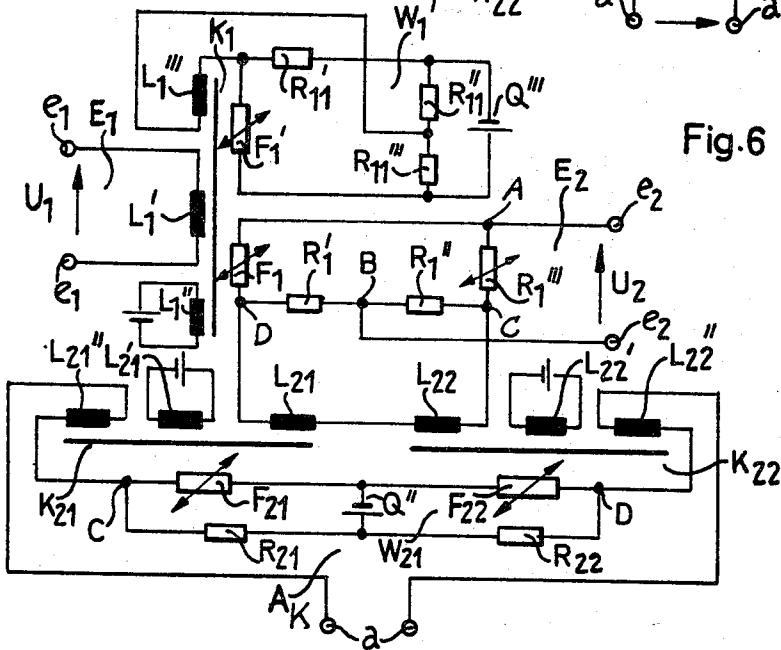 a a
K₁ W₁'
L₁''' R₁₁' R₁₁'' Q'''
e₁ E₁ F₁' R₁₁''' Fig.6
U₁ L₁' A E₂ e₂
e₁ F₁ R₁' B R₁'' R₁''' U₂
L₁'' D C e₂
L₂₁'' L₂₁' L₂₁ L₂₂ L₂₂' L₂₂''
K₂₁ C F₂₁ Q'' F₂₂ D K₂₂
R₂₁ W₂₁ R₂₂
A_K
a